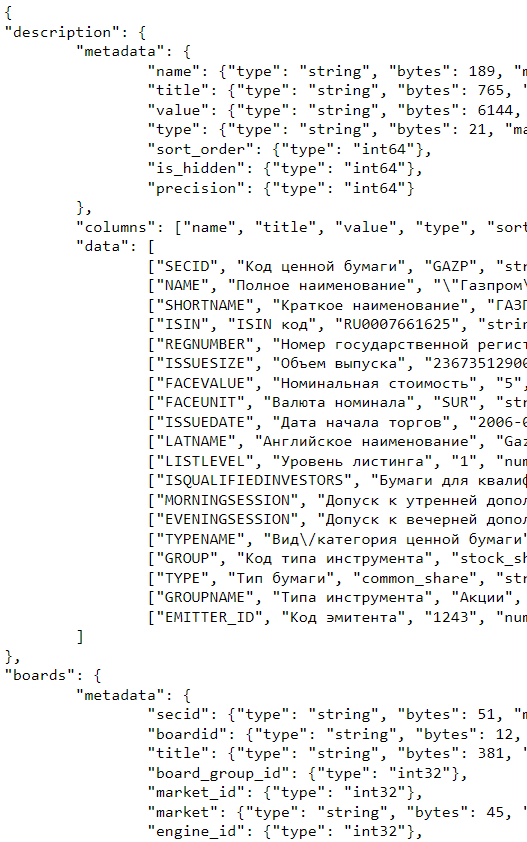 {
"description": {
"metadata": {
"name": {"type": "string", "bytes": 189, "m
"title": {"type": "string", "bytes": 765, "
"value": {"type": "string", "bytes": 6144,
"type": {"type": "string", "bytes": 21, "ma
"sort_order": {"type": "int64"},
"is_hidden": {"type": "int64"},
"precision": {"type": "int64"}
},
"columns": ["name", "title", "value", "type", "sort
"data": [
["SECID", "Код ценной бумаги", "GAZP", "str
["NAME", "Полное наименование", "\"Газпром\
["SHORTNAME", "Краткое наименование", "ГАЗП
["ISIN", "ISIN код", "RU0007661625", "strin
["REGNUMBER", "Номер государственной регист
["ISSUESIZE", "Объем выпуска", "23673512900
["FACEVALUE", "Номинальная стоимость", "5",
["FACEUNIT", "Валюта номинала", "SUR", "str
["ISSUEDATE", "Дата начала торгов", "2006-0
["LATNAME", "Английское наименование", "Gaz
["LISTLEVEL", "Уровень листинга", "1", "num
["ISQUALIFIEDINVESTORS", "Бумаги для квалиф
["MORNINGSESSION", "Допуск к утренней допол
["EVENINGSESSION", "Допуск к вечерней допол
["TYPENAME", "Вид\/категория ценной бумаги"
["GROUP", "Код типа инструмента", "stock_sh
["TYPE", "Тип бумаги", "common_share", "str
["GROUPNAME", "Типа инструмента", "Акции",
["EMITTER_ID", "Код эмитента", "1243", "num
]
},
"boards": {
"metadata": {
"secid": {"type": "string", "bytes": 51, "m
"boardid": {"type": "string", "bytes": 12,
"title": {"type": "string", "bytes": 381, "
"board_group_id": {"type": "int32"},
"market_id": {"type": "int32"},
"market": {"type": "string", "bytes": 45, "
"engine_id": {"type": "int32"},